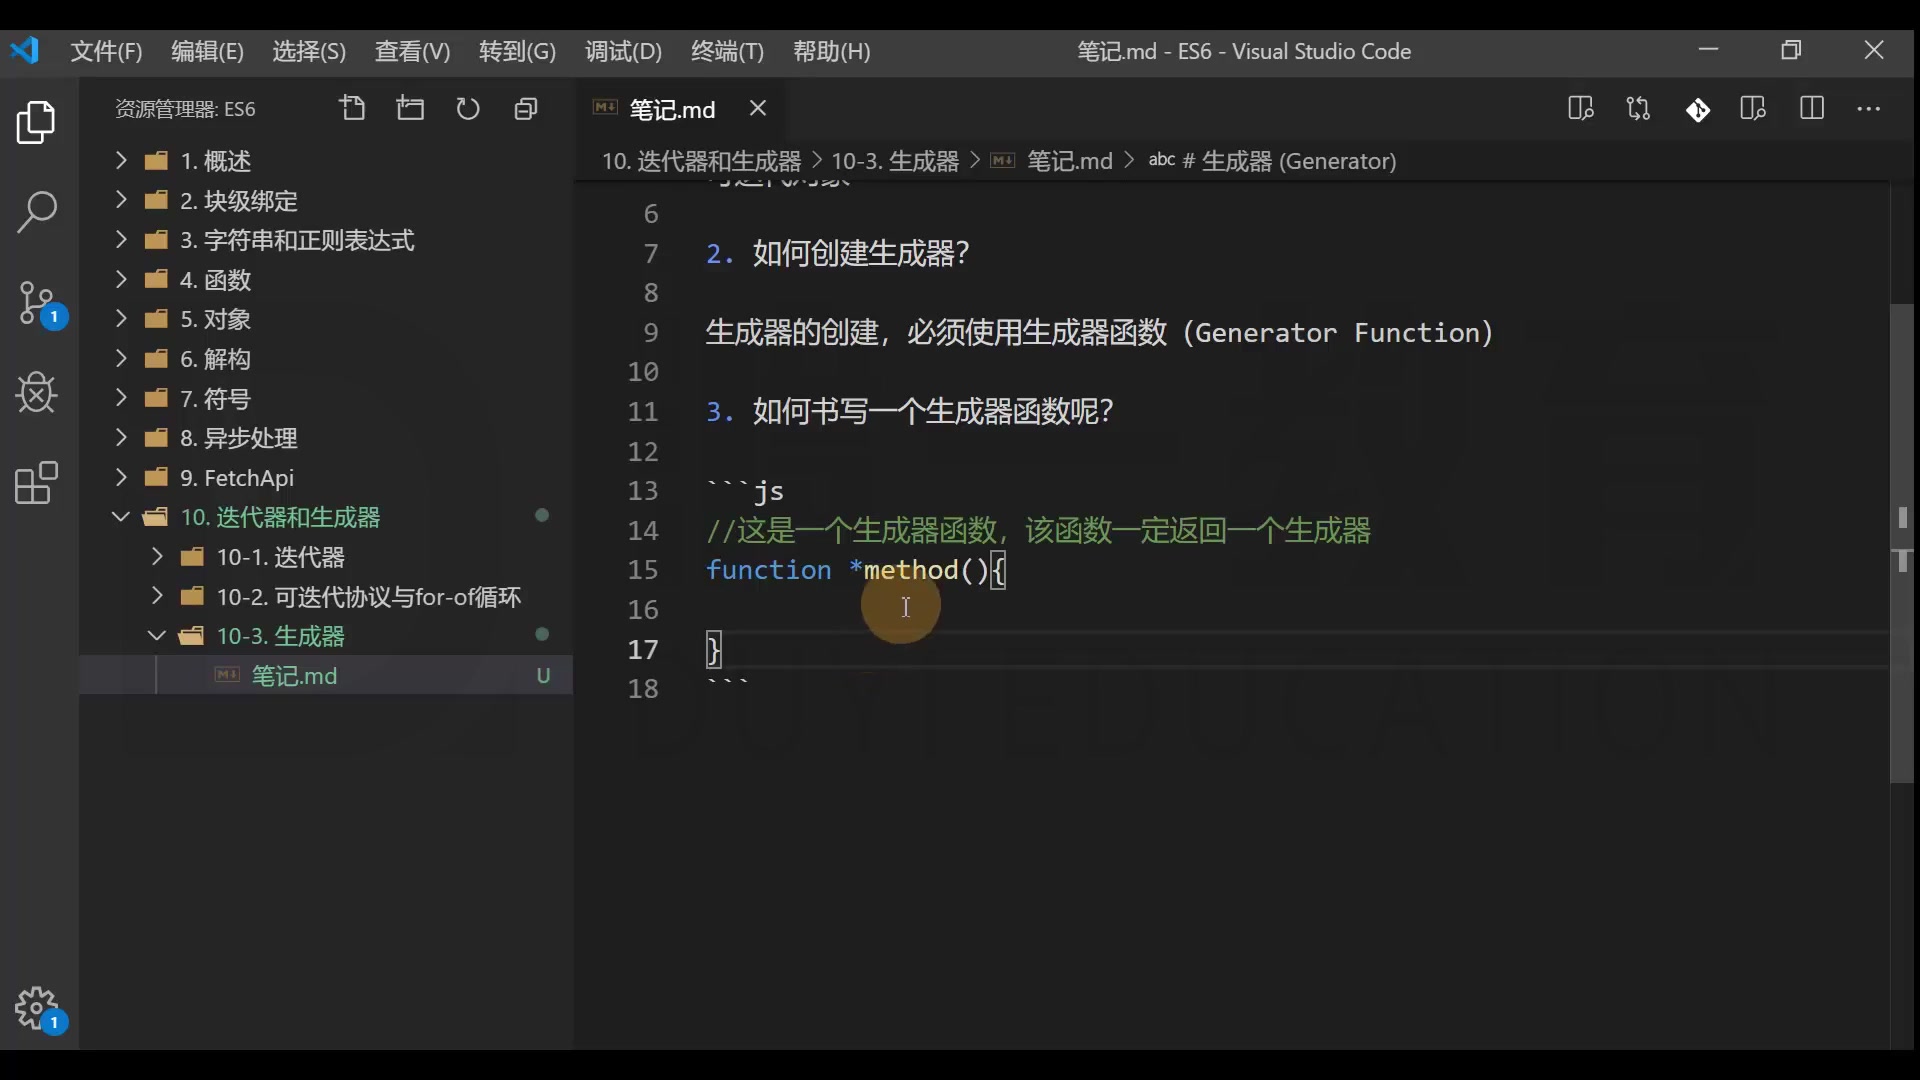 文件(F) 编辑(E) 选择(S) 查看(V) 转到(G) 调试(D) 终端(T) 帮助(H) 笔记.md - ES6 - Visual Studio Code
资源管理器: ES6
1. 概述
2. 块级绑定
3. 字符串和正则表达式
4. 函数
5. 对象
6. 解构
7. 符号
8. 异步处理
9. FetchApi
10. 迭代器和生成器
10-1. 迭代器
10-2. 可迭代协议与for-of循环
10-3. 生成器
笔记.md U
1
1
笔记.md
10. 迭代器和生成器 > 10-3. 生成器 > 笔记.md > abc # 生成器 (Generator)
6
7 2. 如何创建生成器？
8
9 生成器的创建，必须使用生成器函数（Generator Function）
10
11 3. 如何书写一个生成器函数呢？
12
13 ```js
14 //这是一个生成器函数，该函数一定返回一个生成器
15 function *method(){
16
17 }
18 ```
DUYI EDUCATION